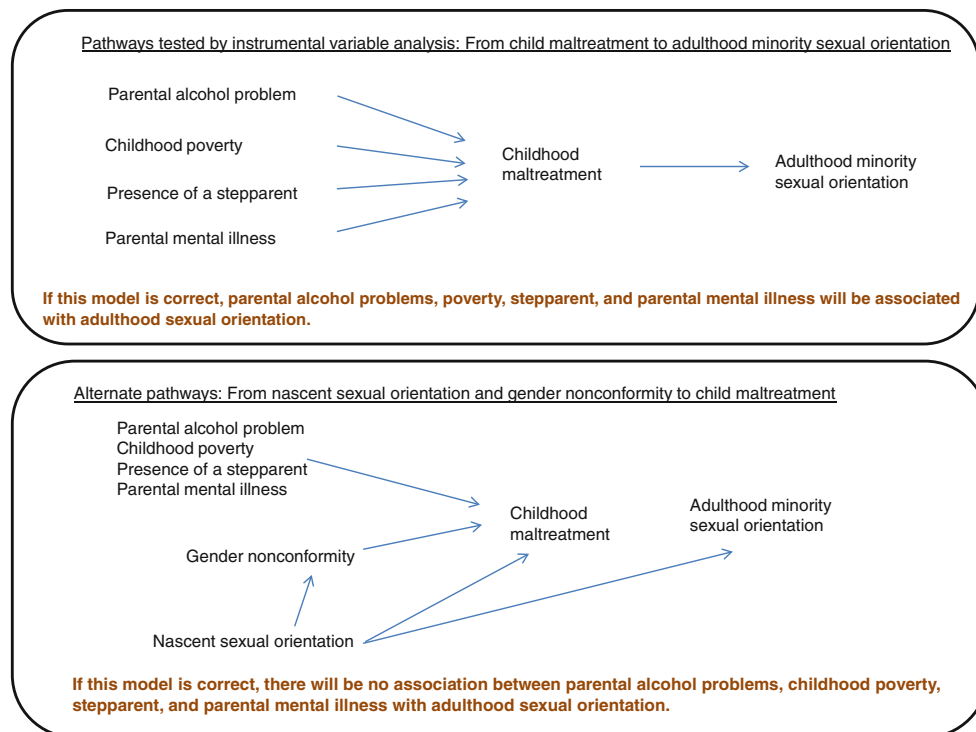 Pathways tested by instrumental variable analysis: From child maltreatment to adulthood minority sexual orientation
Parental alcohol problem
Childhood poverty
Presence of a stepparent
Parental mental illness
Childhood
maltreatment
Adulthood minority
sexual orientation
If this model is correct, parental alcohol problems, poverty, stepparent, and parental mental illness will be associated
with adulthood sexual orientation.
Alternate pathways: From nascent sexual orientation and gender nonconformity to child maltreatment
Parental alcohol problem
Childhood poverty
Presence of a stepparent
Parental mental illness
Childhood
maltreatment
Adulthood minority
sexual orientation
Gender nonconformity
Nascent sexual orientation
If this model is correct, there will be no association between parental alcohol problems, childhood poverty,
stepparent, and parental mental illness with adulthood sexual orientation.